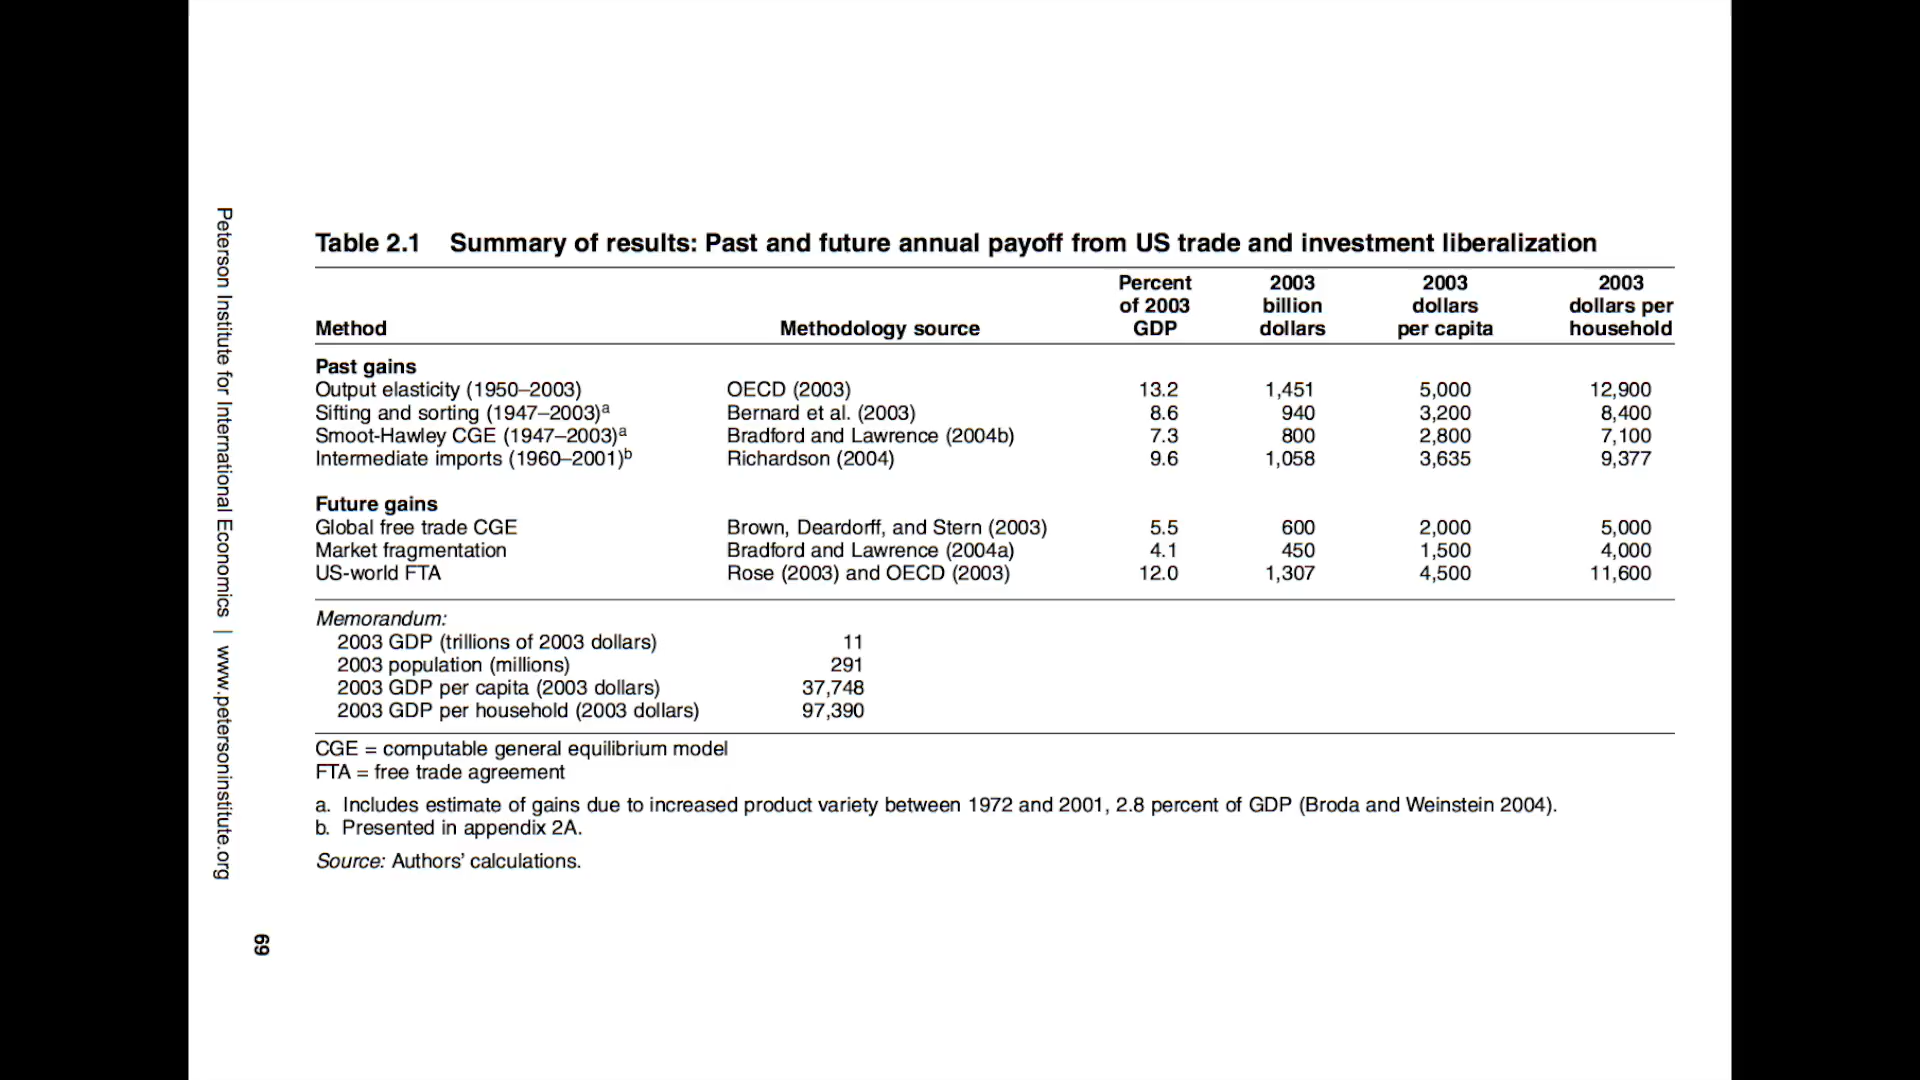 Peterson Institute for International Economics | www.petersoninstitute.org
Table 2.1 Summary of results: Past and future annual payoff from US trade and investment liberalization
Percent 2003 2003 2003
of 2003 billion dollars dollars per
Method Methodology source GDP dollars per capita household
Past gains
Output elasticity (1950–2003) OECD (2003) 13.2 1,451 5,000 12,900
Sifting and sorting (1947–2003)a Bernard et al. (2003) 8.6 940 3,200 8,400
Smoot-Hawley CGE (1947–2003)a Bradford and Lawrence (2004b) 7.3 800 2,800 7,100
Intermediate imports (1960–2001)b Richardson (2004) 9.6 1,058 3,635 9,377
Future gains
Global free trade CGE Brown, Deardorff, and Stern (2003) 5.5 600 2,000 5,000
Market fragmentation Bradford and Lawrence (2004a) 4.1 450 1,500 4,000
US-world FTA Rose (2003) and OECD (2003) 12.0 1,307 4,500 11,600
Memorandum:
2003 GDP (trillions of 2003 dollars) 11
2003 population (millions) 291
2003 GDP per capita (2003 dollars) 37,748
2003 GDP per household (2003 dollars) 97,390
CGE = computable general equilibrium model
FTA = free trade agreement
a. Includes estimate of gains due to increased product variety between 1972 and 2001, 2.8 percent of GDP (Broda and Weinstein 2004).
b. Presented in appendix 2A.
Source: Authors' calculations.
69